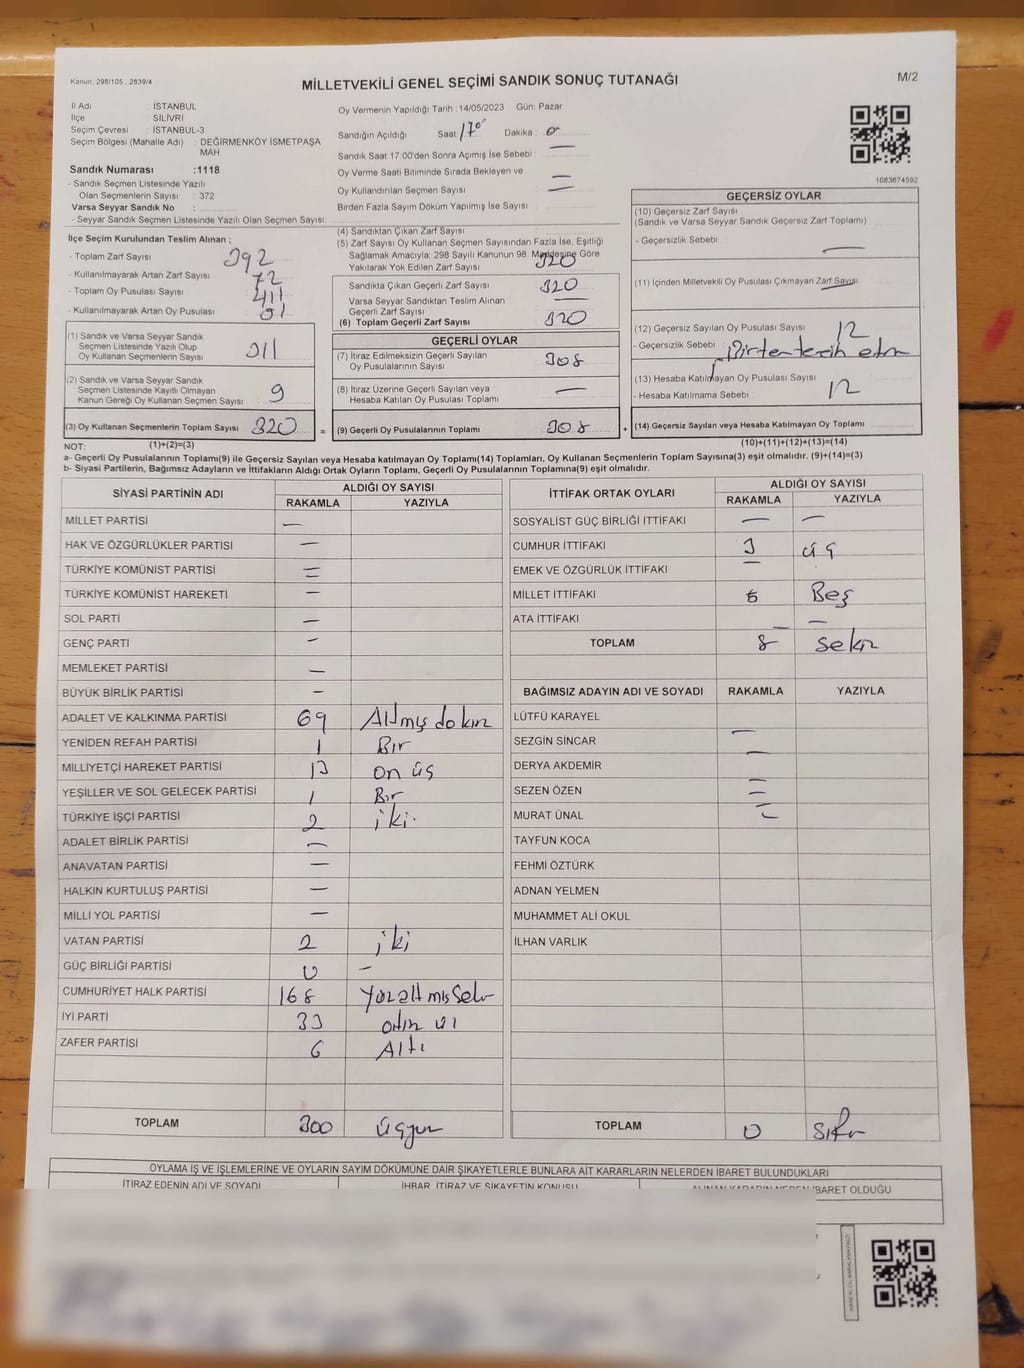 Kanun: 298/105 , 2839/4
MİLLETVEKİLİ GENEL SEÇİMİ SANDIK SONUÇ TUTANAĞI
M/2
İl Adı : İSTANBUL
İlçe : SİLİVRİ
Seçim Çevresi : İSTANBUL-3
Seçim Bölgesi (Mahalle Adı) : DEĞİRMENKÖY İSMETPAŞA
MAH.
Sandık Numarası :1118
- Sandık Seçmen Listesinde Yazılı
Olan Seçmenlerin Sayısı : 372
Varsa Seyyar Sandık No :
- Seyyar Sandık Seçmen Listesinde Yazılı Olan Seçmen Sayısı:
Oy Vermenin Yapıldığı Tarih :14/05/2023 Gün: Pazar
Sandığın Açıldığı Saat Dakika :
Sandık Saat 17:00'den Sonra Açımış İse Sebebi : —
Oy Verme Saati Bitiminde Sırada Bekleyen ve
Oy Kullandırılan Seçmen Sayısı —
Birden Fazla Sayım Döküm Yapılmış İse Sayısı —
1083674592
İlçe Seçim Kurulundan Teslim Alınan ;
- Toplam Zarf Sayısı 392
- Kullanılmayarak Artan Zarf Sayısı 72
- Toplam Oy Pusulası Sayısı 411
- Kullanılmayarak Artan Oy Pusulası 91
(1) Sandık ve Varsa Seyyar Sandık
Seçmen Listesinde Yazılı Olup
Oy Kullanan Seçmenlerin Sayısı 311
(2) Sandık ve Varsa Seyyar Sandık
Seçmen Listesinde Kayıtlı Olmayan
Kanun Gereği Oy Kullanan Seçmen Sayısı 9
(3) Oy Kullanan Seçmenlerin Toplam Sayısı 320 =
(4) Sandıktan Çıkan Zarf Sayısı
(5) Zarf Sayısı Oy Kullanan Seçmen Sayısından Fazla İse, Eşitliği
Sağlamak Amacıyla; 298 Sayılı Kanunun 98. Maddesine Göre
Yakılarak Yok Edilen Zarf Sayısı 320
Sandıkta Çıkan Geçerli Zarf Sayısı 320
Varsa Seyyar Sandıktan Teslim Alınan
Geçerli Zarf Sayısı —
(6) Toplam Geçerli Zarf Sayısı 320
GEÇERLİ OYLAR
(7) İtiraz Edilmeksizin Geçerli Sayılan
Oy Pusulalarının Sayısı 308
(8) İtiraz Üzerine Geçerli Sayılan veya
Hesaba Katılan Oy Pusulası Toplamı —
(9) Geçerli Oy Pusulalarının Toplamı 308 +
GEÇERSİZ OYLAR
(10) Geçersiz Zarf Sayısı
(Sandık ve Varsa Seyyar Sandık Geçersiz Zarf Toplamı)
- Geçersizlik Sebebi —
(11) İçinden Milletvekili Oy Pusulası Çıkmayan Zarf Sayısı —
(12) Geçersiz Sayılan Oy Pusulası Sayısı 12
- Geçersizlik Sebebi
(13) Hesaba Katılmayan Oy Pusulası Sayısı
- Hesaba Katılmama Sebebi 12
(14) Geçersiz Sayılan veya Hesaba Katılmayan Oy Toplamı
NOT: (1)+(2)=(3)
(10)+(11)+(12)+(13)=(14)
a- Geçerli Oy Pusulalarının Toplamı(9) ile Geçersiz Sayılan veya Hesaba katılmayan Oy Toplamı(14) Toplamları, Oy Kullanan Seçmenlerin Toplam Sayısına(3) eşit olmalıdır. (9)+(14)=(3)
b- Siyasi Partilerin, Bağımsız Adayların ve İttifakların Aldığı Ortak Oyların Toplamı, Geçerli Oy Pusulalarının Toplamına(9) eşit olmalıdır.
SİYASİ PARTİNİN ADI
ALDIĞI OY SAYISI
RAKAMLA YAZIYLA
MİLLET PARTİSİ —
HAK VE ÖZGÜRLÜKLER PARTİSİ —
TÜRKİYE KOMÜNİST PARTİSİ —
TÜRKİYE KOMÜNİST HAREKETİ —
SOL PARTİ —
GENÇ PARTİ —
MEMLEKET PARTİSİ —
BÜYÜK BİRLİK PARTİSİ —
ADALET VE KALKINMA PARTİSİ 69 Altmış dokuz
YENİDEN REFAH PARTİSİ 1 Bir
MİLLİYETÇİ HAREKET PARTİSİ 13 on üç
YEŞİLLER VE SOL GELECEK PARTİSİ 1 Bir
TÜRKİYE İŞÇİ PARTİSİ 2 iki
ADALET BİRLİK PARTİSİ —
ANAVATAN PARTİSİ —
HALKIN KURTULUŞ PARTİSİ —
MİLLİ YOL PARTİSİ —
VATAN PARTİSİ 2 iki
GÜÇ BİRLİĞİ PARTİSİ 0 —
CUMHURİYET HALK PARTİSİ 168
İYİ PARTİ 33
ZAFER PARTİSİ 6 Altı
TOPLAM 300 üçyüz
İTTİFAK ORTAK OYLARI
ALDIĞI OY SAYISI
RAKAMLA YAZIYLA
SOSYALİST GÜÇ BİRLİĞİ İTTİFAKI — —
CUMHUR İTTİFAKI 3 üç
EMEK VE ÖZGÜRLÜK İTTİFAKI —
MİLLET İTTİFAKI 5 Beş
ATA İTTİFAKI — —
TOPLAM 8 sekiz
BAĞIMSIZ ADAYIN ADI VE SOYADI RAKAMLA YAZIYLA
LÜTFÜ KARAYEL —
SEZGİN SİNCAR —
DERYA AKDEMİR —
SEZEN ÖZEN —
MURAT ÜNAL —
TAYFUN KOCA
FEHMİ ÖZTÜRK
ADNAN YELMEN
MUHAMMET ALİ OKUL
İLHAN VARLIK
TOPLAM 0 Sıfır
OYLAMA İŞ VE İŞLEMLERİNE VE OYLARIN SAYIM DÖKÜMÜNE DAİR ŞİKAYETLERLE BUNLARA AİT KARARLARIN NELERDEN İBARET BULUNDUKLARI
İTİRAZ EDENİN ADI VE SOYADI İHBAR, İTİRAZ VE ŞİKAYETİN KONUSU ALINAN KARARIN NEDEN İBARET OLDUĞU